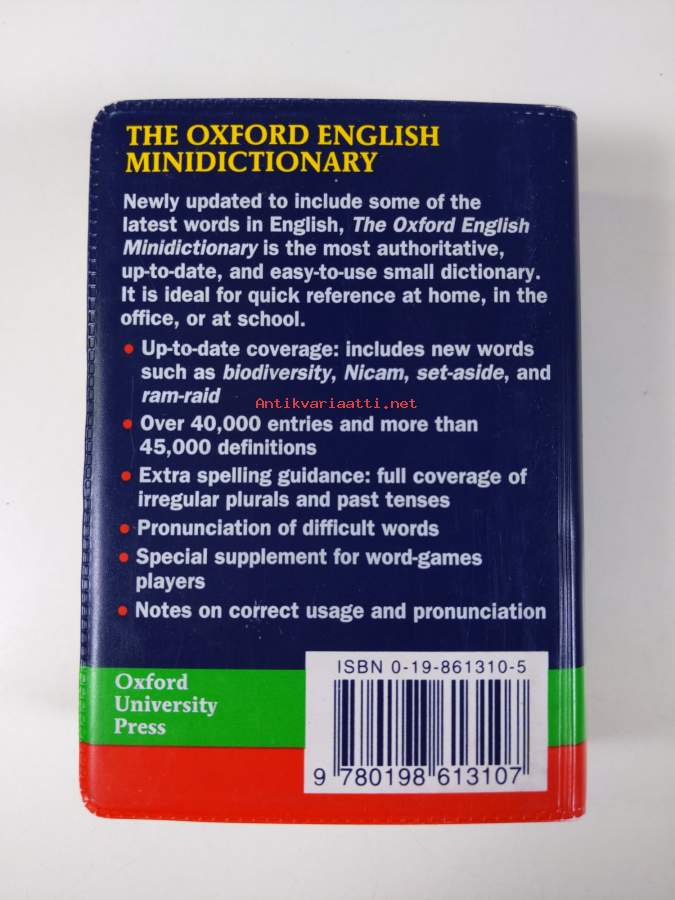 THE OXFORD ENGLISH
MINIDICTIONARY
Newly updated to include some of the
latest words in English, The Oxford English
Minidictionary is the most authoritative,
up-to-date, and easy-to-use small dictionary.
It is ideal for quick reference at home, in the
office, or at school.
• Up-to-date coverage: includes new words
such as biodiversity, Nicam, set-aside, and
ram-raid
Antikvariaatti.net
• Over 40,000 entries and more than
45,000 definitions
• Extra spelling guidance: full coverage of
irregular plurals and past tenses
• Pronunciation of difficult words
• Special supplement for word-games
players
• Notes on correct usage and pronunciation
Oxford
University
Press
ISBN 0-19-861310-5
9 780198 613107